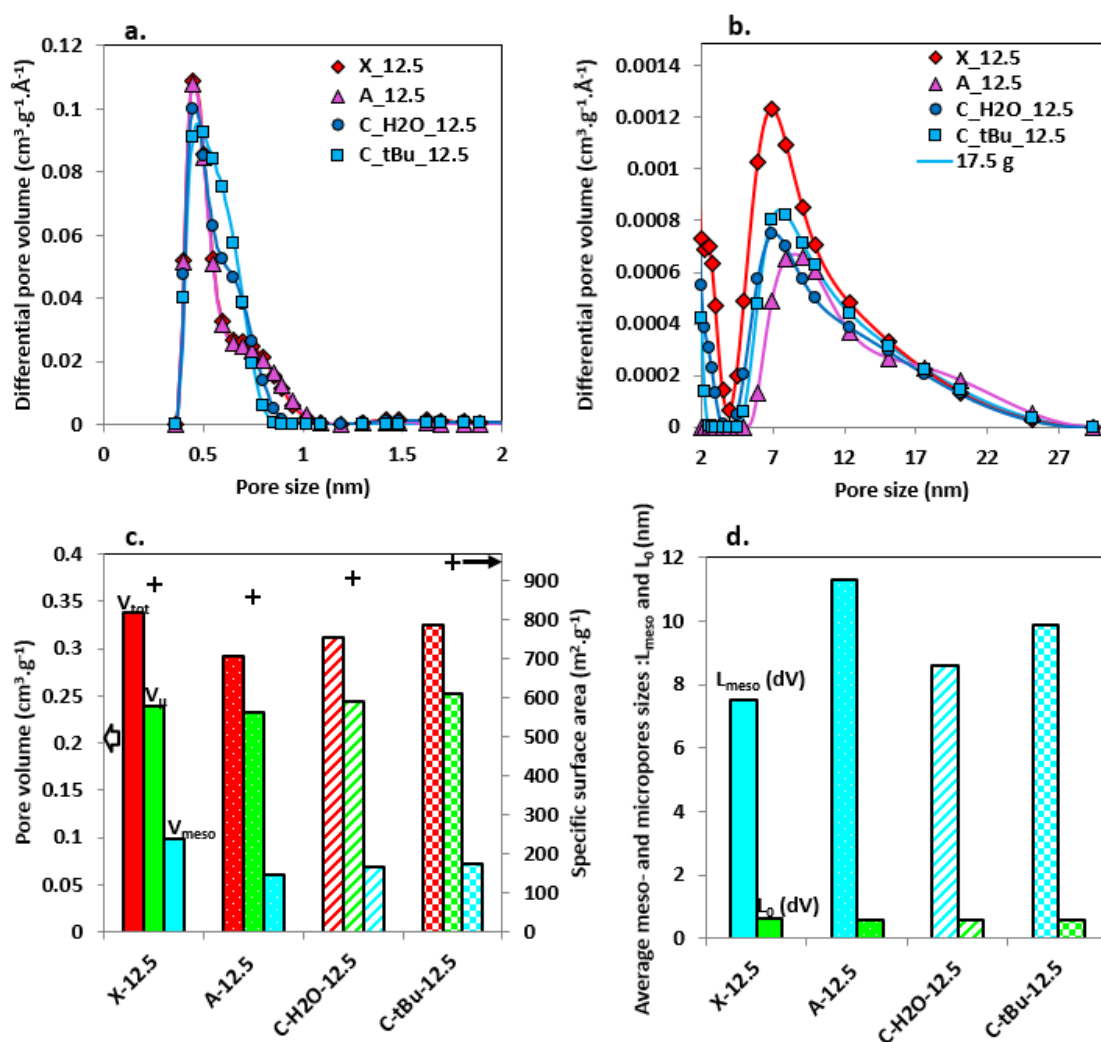 a.
Differential pore volume (cm³.g⁻¹.Å⁻¹)
0.12
0.1
0.08
0.06
0.04
0.02
0
X_12.5
A_12.5
C_H2O_12.5
C_tBu_12.5
0 0.5 1 1.5 2
Pore size (nm)
b.
Differential pore volume (cm³.g⁻¹.Å⁻¹)
0.0014
0.0012
0.001
0.0008
0.0006
0.0004
0.0002
0
X_12.5
A_12.5
C_H2O_12.5
C_tBu_12.5
17.5 g
2 7 12 17 22 27
Pore size (nm)
c.
Pore volume (cm³.g⁻¹)
0.4
0.35
0.3
0.25
0.2
0.15
0.1
0.05
0
Vtot
Vµ
Vmeso
900
800
700
600
500
400
300
200
100
0
Specific surface area (m².g⁻¹)
X-12.5
A-12.5
C-H2O-12.5
C-tBu-12.5
d.
Average meso- and micropores sizes :Lmeso and L0 (nm)
12
10
8
6
4
2
0
Lmeso (dV)
L0 (dV)
X-12.5
A-12.5
C-H2O-12.5
C-tBu-12.5